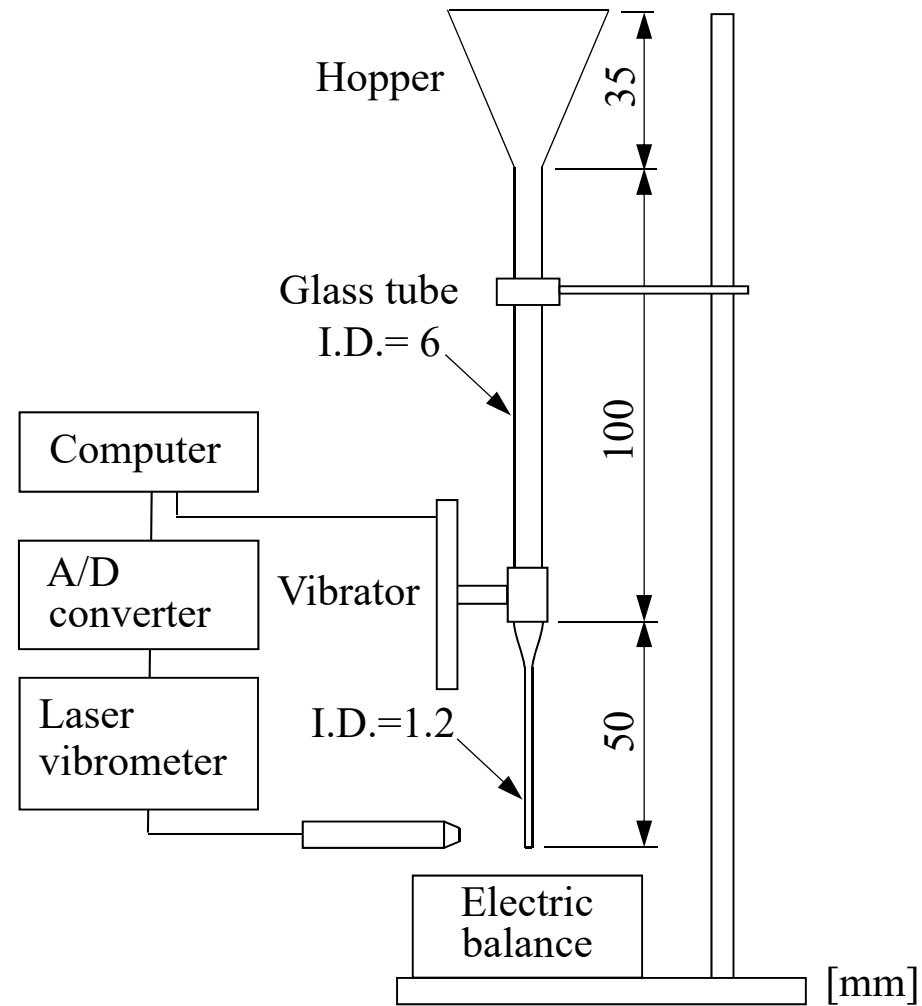 Hopper
35
Glass tube
I.D.= 6
100
Computer
A/D
converter
Vibrator
Laser
vibrometer
I.D.=1.2
50
Electric
balance
[mm]